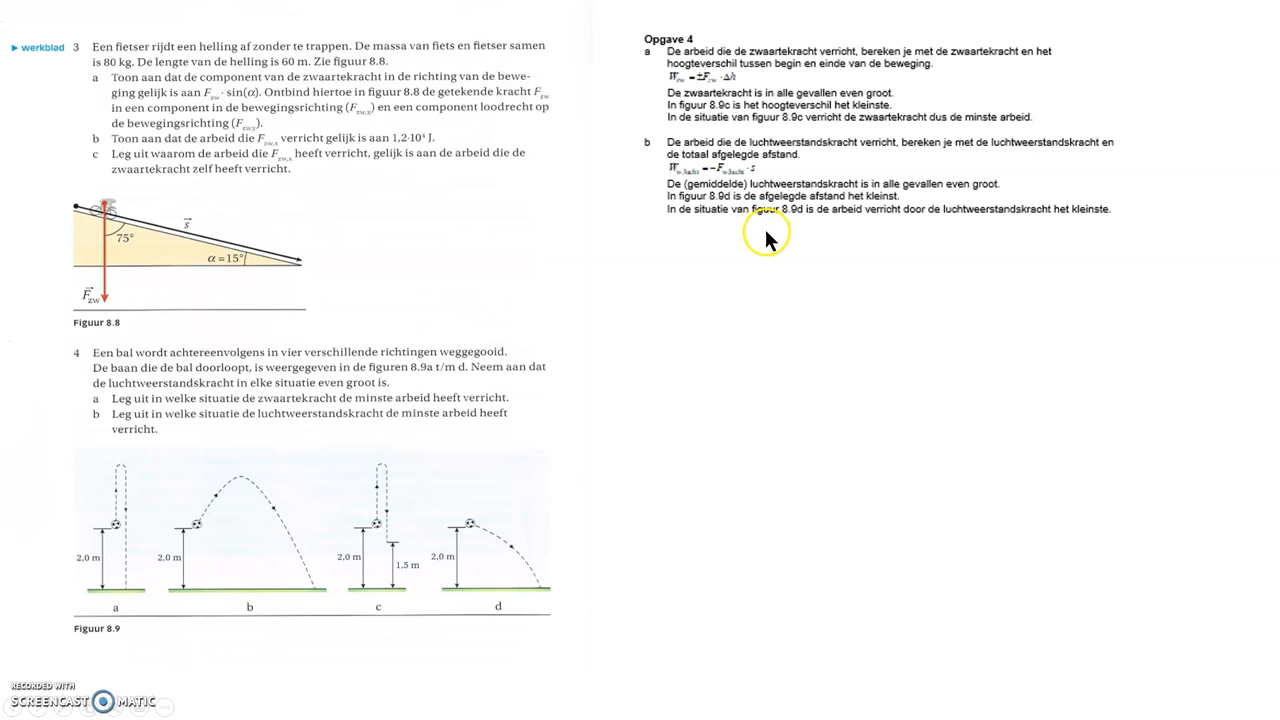 ► werkblad 3 Een fietser rijdt een helling af zonder te trappen. De massa van fiets en fietser samen
is 80 kg. De lengte van de helling is 60 m. Zie figuur 8.8.
a Toon aan dat de component van de zwaartekracht in de richting van de bewe-
ging gelijk is aan F_zw · sin(α). Ontbind hiertoe in figuur 8.8 de getekende kracht F_zw
in een component in de bewegingsrichting (F_zw,x) en een component loodrecht op
de bewegingsrichting (F_zw,y).
b Toon aan dat de arbeid die F_zw,x verricht gelijk is aan 1,2·10⁴ J.
c Leg uit waarom de arbeid die F_zw,x heeft verricht, gelijk is aan de arbeid die de
zwaartekracht zelf heeft verricht.
s
75°
α = 15°
F_zw
Figuur 8.8
4 Een bal wordt achtereenvolgens in vier verschillende richtingen weggegooid.
De baan die de bal doorloopt, is weergegeven in de figuren 8.9a t/m d. Neem aan dat
de luchtweerstandskracht in elke situatie even groot is.
a Leg uit in welke situatie de zwaartekracht de minste arbeid heeft verricht.
b Leg uit in welke situatie de luchtweerstandskracht de minste arbeid heeft
verricht.
2,0 m 2,0 m 2,0 m 1,5 m 2,0 m
a b c d
Figuur 8.9
RECORDED WITH
SCREENCAST MATIC
Opgave 4
a De arbeid die de zwaartekracht verricht, bereken je met de zwaartekracht en het
hoogteverschil tussen begin en einde van de beweging.
W_zw = ±F_zw · Δh
De zwaartekracht is in alle gevallen even groot.
In figuur 8.9c is het hoogteverschil het kleinste.
In de situatie van figuur 8.9c verricht de zwaartekracht dus de minste arbeid.
b De arbeid die de luchtweerstandskracht verricht, bereken je met de luchtweerstandskracht en
de totaal afgelegde afstand.
W_w,lucht = −F_w,lucht · s
De (gemiddelde) luchtweerstandskracht is in alle gevallen even groot.
In figuur 8.9d is de afgelegde afstand het kleinst.
In de situatie van figuur 8.9d is de arbeid verricht door de luchtweerstandskracht het kleinste.